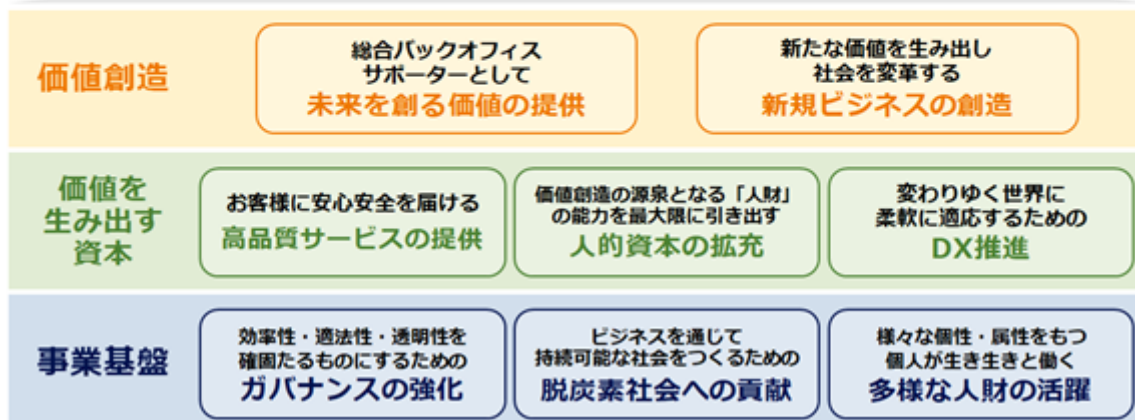 価値創造
総合バックオフィス
サポーターとして
未来を創る価値の提供
新たな価値を生み出し
社会を変革する
新規ビジネスの創造
価値を
生み出す
資本
お客様に安心安全を届ける
高品質サービスの提供
価値創造の源泉となる「人財」
の能力を最大限に引き出す
人的資本の拡充
変わりゆく世界に
柔軟に適応するための
DX推進
事業基盤
効率性・適法性・透明性を
確固たるものにするための
ガバナンスの強化
ビジネスを通じて
持続可能な社会をつくるための
脱炭素社会への貢献
様々な個性・属性をもつ
個人が生き生きと働く
多様な人財の活躍